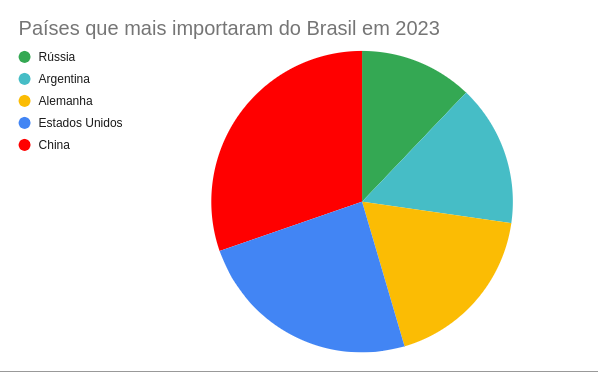 Países que mais importaram do Brasil em 2023
Rússia
Argentina
Alemanha
Estados Unidos
China